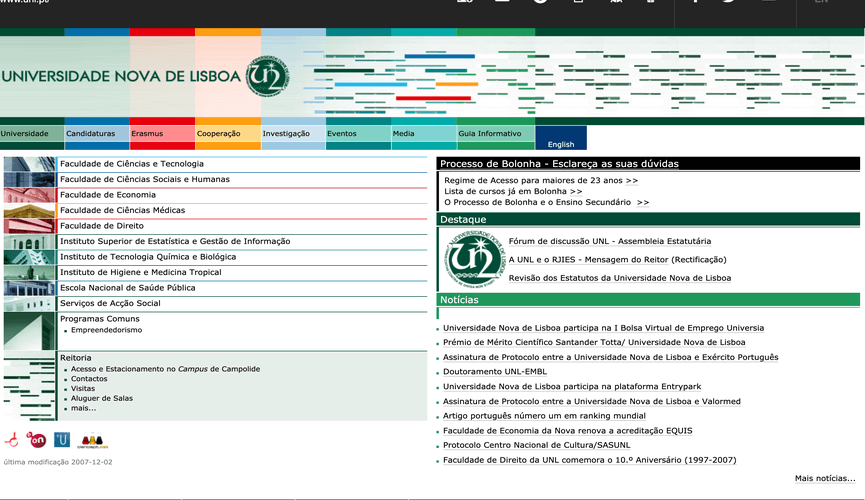 www.unl.pt
EN
UNIVERSIDADE NOVA DE LISBOA
Universidade
Candidaturas
Erasmus
Cooperação
Investigação
Eventos
Media
Guia Informativo
English
Faculdade de Ciências e Tecnologia
Faculdade de Ciências Sociais e Humanas
Faculdade de Economia
Faculdade de Ciências Médicas
Faculdade de Direito
Instituto Superior de Estatística e Gestão de Informação
Instituto de Tecnologia Química e Biológica
Instituto de Higiene e Medicina Tropical
Escola Nacional de Saúde Pública
Serviços de Acção Social
Programas Comuns
Empreendedorismo
Reitoria
Acesso e Estacionamento no Campus de Campolide
Contactos
Visitas
Aluguer de Salas
mais...
última modificação 2007-12-02
Processo de Bolonha - Esclareça as suas dúvidas
Regime de Acesso para maiores de 23 anos >>
Lista de cursos já em Bolonha >>
O Processo de Bolonha e o Ensino Secundário >>
Destaque
Fórum de discussão UNL - Assembleia Estatutária
A UNL e o RJIES - Mensagem do Reitor (Rectificação)
Revisão dos Estatutos da Universidade Nova de Lisboa
Notícias
Universidade Nova de Lisboa participa na I Bolsa Virtual de Emprego Universia
Prémio de Mérito Científico Santander Totta/ Universidade Nova de Lisboa
Assinatura de Protocolo entre a Universidade Nova de Lisboa e Exército Português
Doutoramento UNL-EMBL
Universidade Nova de Lisboa participa na plataforma Entrypark
Assinatura de Protocolo entre a Universidade Nova de Lisboa e Valormed
Artigo português número um em ranking mundial
Faculdade de Economia da Nova renova a acreditação EQUIS
Protocolo Centro Nacional de Cultura/SASUNL
Faculdade de Direito da UNL comemora o 10.º Aniversário (1997-2007)
Mais notícias...